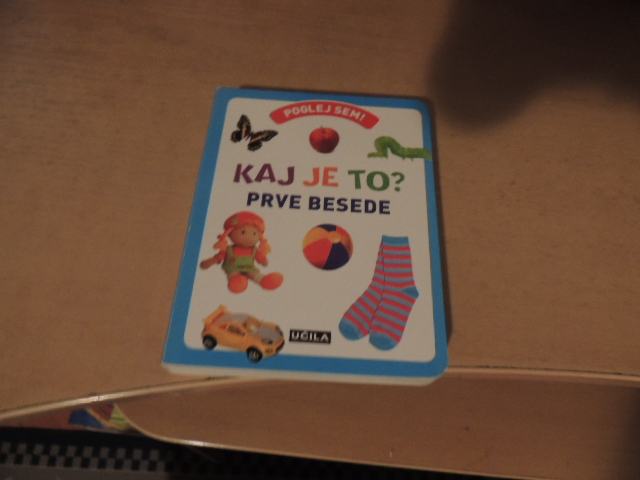 POGLEJ SEM!
KAJ JE TO?
PRVE BESEDE
UČILA